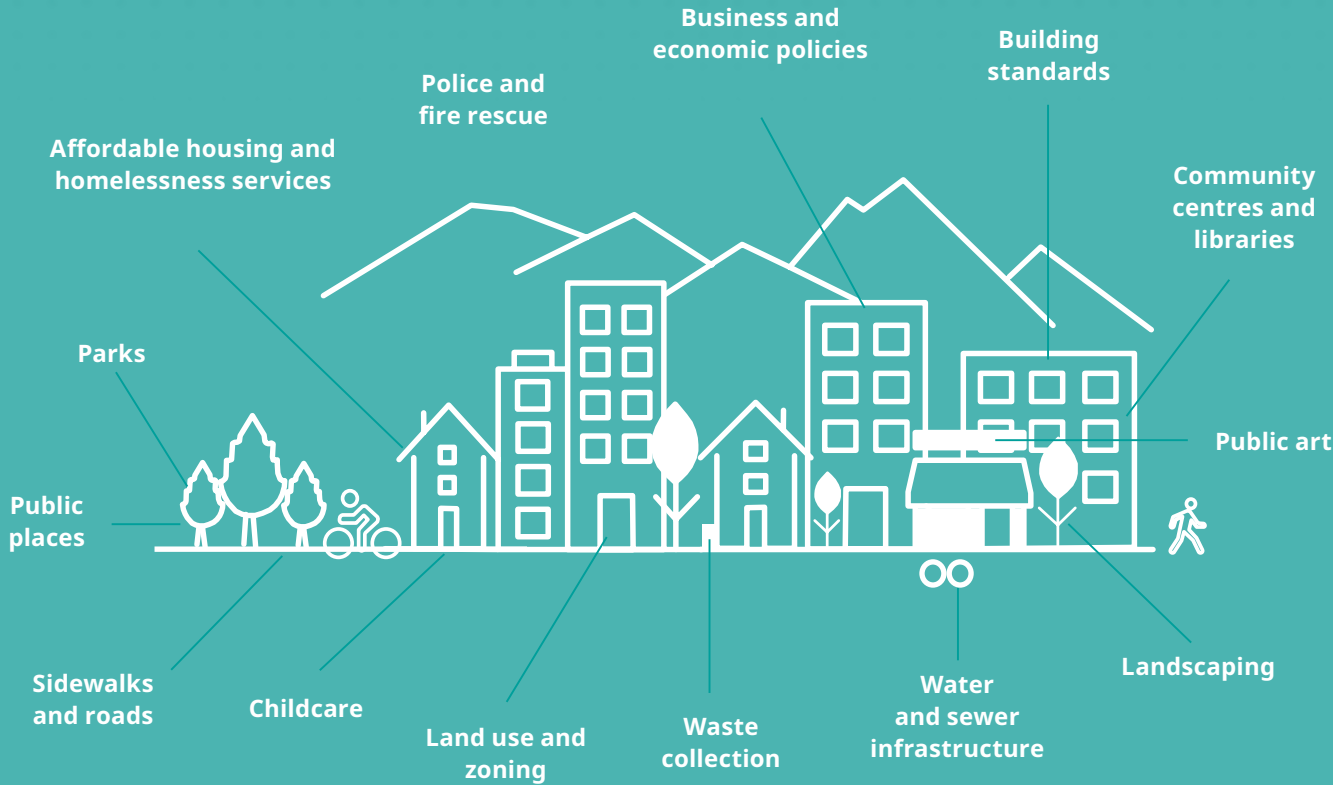 Business and
economic policies
Building
standards
Police and
fire rescue
Affordable housing and
homelessness services
Community
centres and
libraries
Parks
Public art
Public
places
Sidewalks
and roads
Childcare
Land use and
zoning
Waste
collection
Water
and sewer
infrastructure
Landscaping